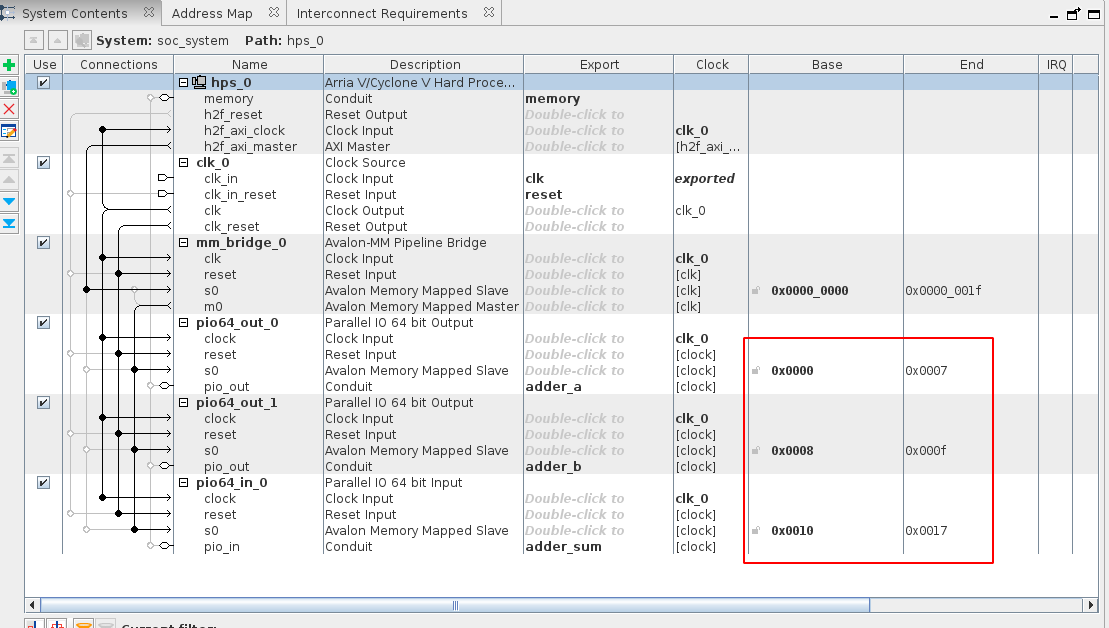 System Contents Address Map Interconnect Requirements
System: soc_system Path: hps_0
Use Connections Name Description Export Clock Base End IRQ
hps_0 Arria V/Cyclone V Hard Proce...
memory Conduit memory
h2f_reset Reset Output Double-click to
h2f_axi_clock Clock Input Double-click to clk_0
h2f_axi_master AXI Master Double-click to [h2f_axi_...
clk_0 Clock Source
clk_in Clock Input clk exported
clk_in_reset Reset Input reset
clk Clock Output Double-click to clk_0
clk_reset Reset Output Double-click to
mm_bridge_0 Avalon-MM Pipeline Bridge
clk Clock Input Double-click to clk_0
reset Reset Input Double-click to [clk]
s0 Avalon Memory Mapped Slave Double-click to [clk] 0x0000_0000 0x0000_001f
m0 Avalon Memory Mapped Master Double-click to [clk]
pio64_out_0 Parallel IO 64 bit Output
clock Clock Input Double-click to clk_0
reset Reset Input Double-click to [clock]
s0 Avalon Memory Mapped Slave Double-click to [clock] 0x0000 0x0007
pio_out Conduit adder_a [clock]
pio64_out_1 Parallel IO 64 bit Output
clock Clock Input Double-click to clk_0
reset Reset Input Double-click to [clock]
s0 Avalon Memory Mapped Slave Double-click to [clock] 0x0008 0x000f
pio_out Conduit adder_b [clock]
pio64_in_0 Parallel IO 64 bit Input
clock Clock Input Double-click to clk_0
reset Reset Input Double-click to [clock]
s0 Avalon Memory Mapped Slave Double-click to [clock] 0x0010 0x0017
pio_in Conduit adder_sum [clock]
Current filter: